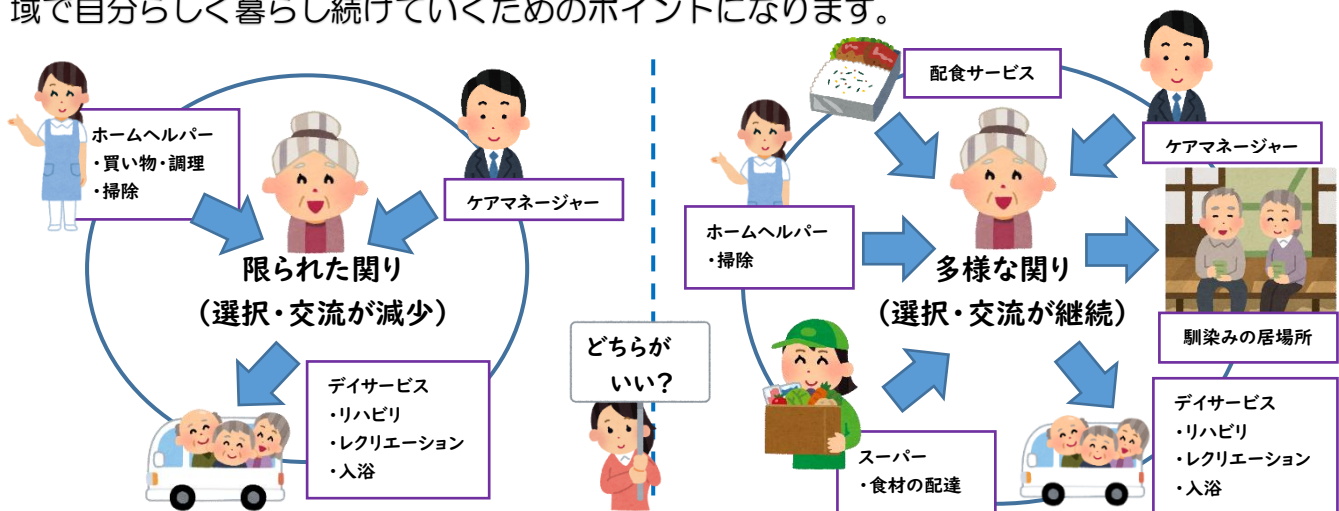 域で自分らしく暮らし続けていくためのポイントになります。
ホームヘルパー
・買い物・調理
・掃除
ケアマネージャー
限られた関り
（選択・交流が減少）
デイサービス
・リハビリ
・レクリエーション
・入浴
どちらが
いい？
配食サービス
ケアマネージャー
ホームヘルパー
・掃除
多様な関り
（選択・交流が継続）
馴染みの居場所
スーパー
・食材の配達
デイサービス
・リハビリ
・レクリエーション
・入浴